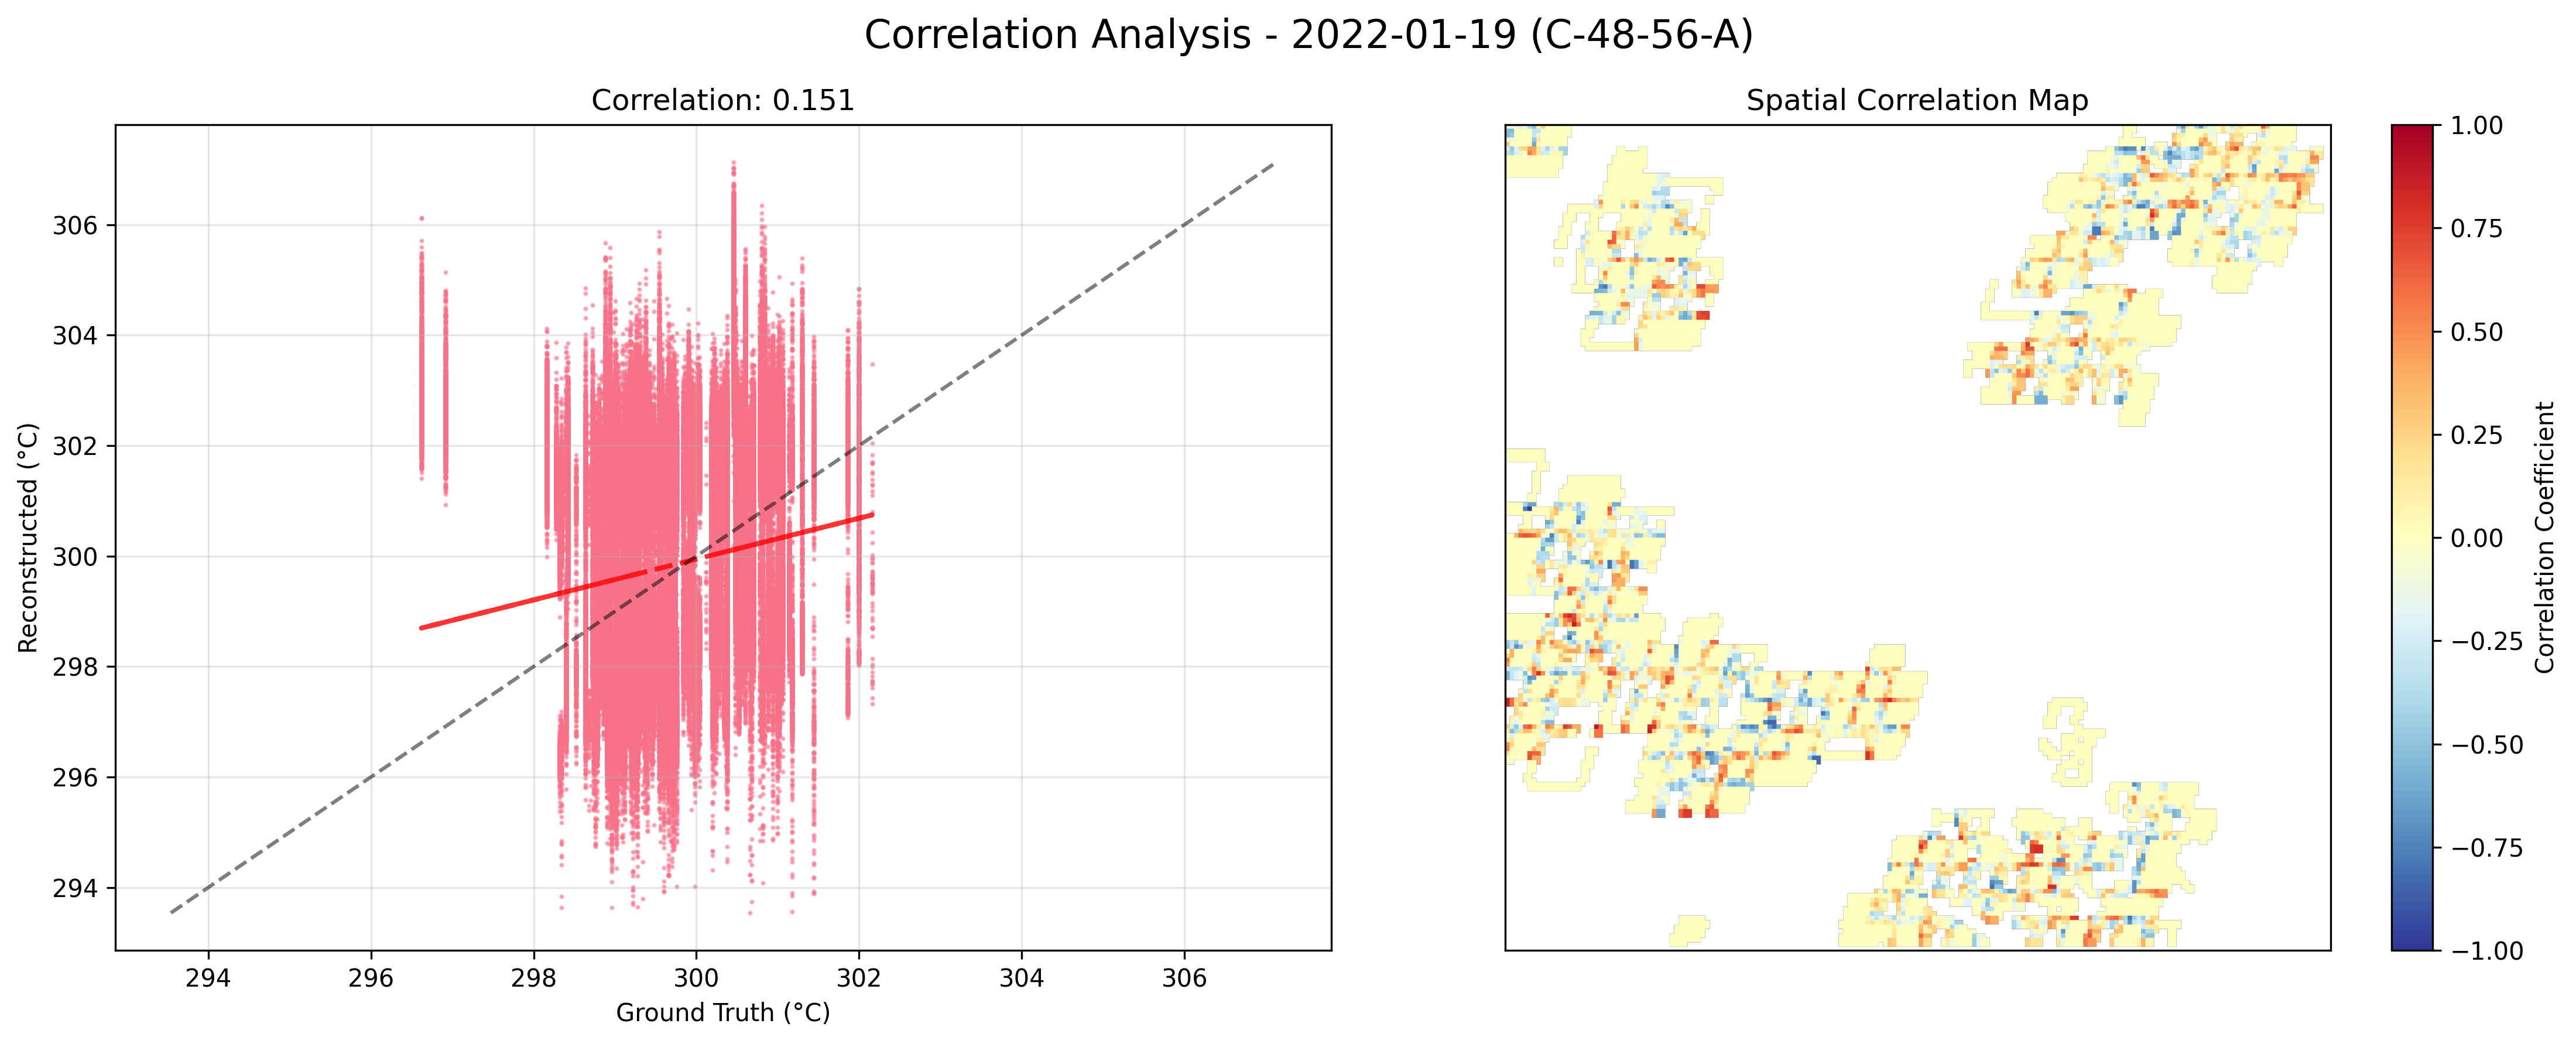 Correlation Analysis - 2022-01-19 (C-48-56-A)
Correlation: 0.151
Reconstructed (°C)
306
304
302
300
298
296
294
294 296 298 300 302 304 306
Ground Truth (°C)
Spatial Correlation Map
1.00
0.75
0.50
0.25
0.00
−0.25
−0.50
−0.75
−1.00
Correlation Coefficient